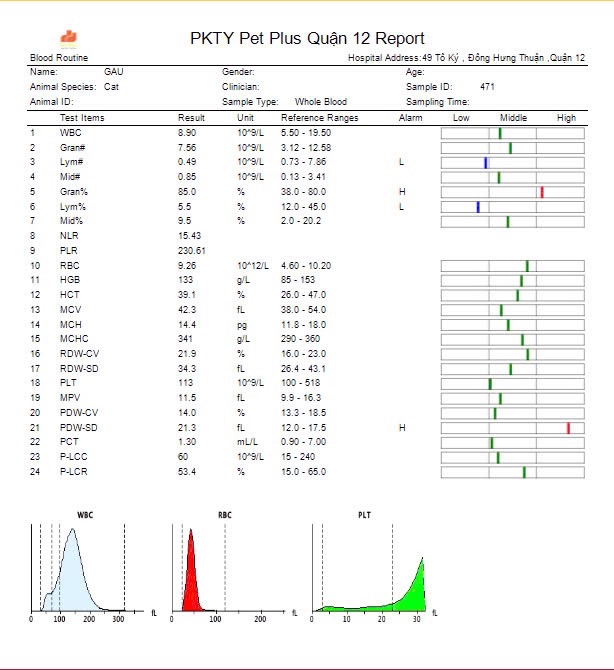 PKTY Pet Plus Quận 12 Report
Blood Routine Hospital Address:49 Tô Ký , Đông Hưng Thuận ,Quận 12
Name: GAU Gender: Age:
Animal Species: Cat Clinician: Sample ID: 471
Animal ID: Sample Type: Whole Blood Sampling Time:
Test Items Result Unit Reference Ranges Alarm Low Middle High
1 WBC 8.90 10^9/L 5.50 - 19.50
2 Gran# 7.56 10^9/L 3.12 - 12.58
3 Lym# 0.49 10^9/L 0.73 - 7.86 L
4 Mid# 0.85 10^9/L 0.13 - 3.41
5 Gran% 85.0 % 38.0 - 80.0 H
6 Lym% 5.5 % 12.0 - 45.0 L
7 Mid% 9.5 % 2.0 - 20.2
8 NLR 15.43
9 PLR 230.61
10 RBC 9.26 10^12/L 4.60 - 10.20
11 HGB 133 g/L 85 - 153
12 HCT 39.1 % 26.0 - 47.0
13 MCV 42.3 fL 38.0 - 54.0
14 MCH 14.4 pg 11.8 - 18.0
15 MCHC 341 g/L 290 - 360
16 RDW-CV 21.9 % 16.0 - 23.0
17 RDW-SD 34.3 fL 26.4 - 43.1
18 PLT 113 10^9/L 100 - 518
19 MPV 11.5 fL 9.9 - 16.3
20 PDW-CV 14.0 % 13.3 - 18.5
21 PDW-SD 21.3 fL 12.0 - 17.5 H
22 PCT 1.30 mL/L 0.90 - 7.00
23 P-LCC 60 10^9/L 15 - 240
24 P-LCR 53.4 % 15.0 - 65.0
WBC RBC PLT
0 100 200 300 fL 0 100 200 fL 0 10 20 30 fL